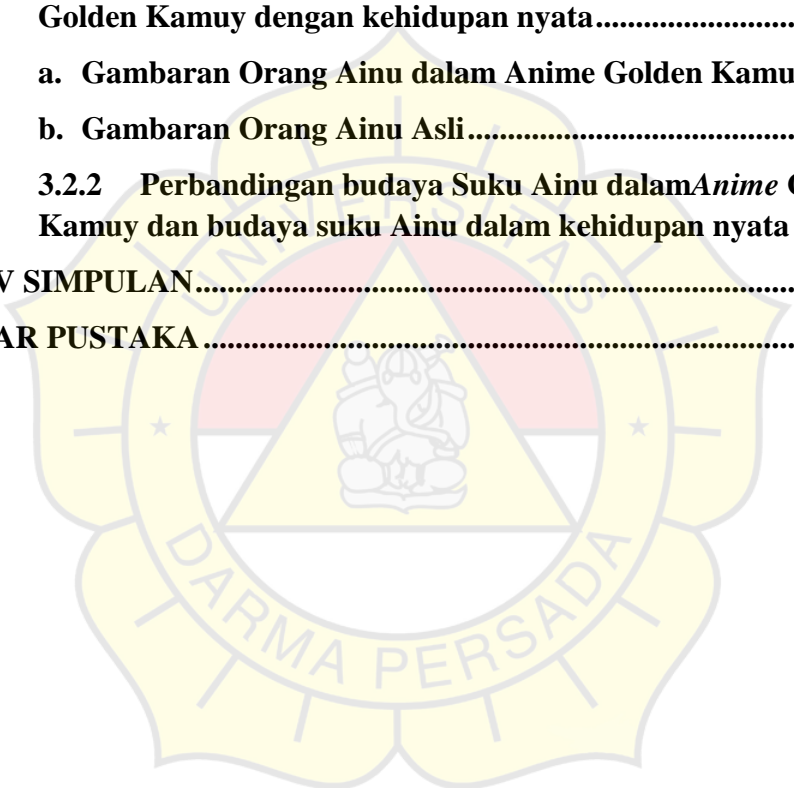 Golden Kamuy dengan kehidupan nyata........................
a. Gambaran Orang Ainu dalam Anime Golden Kamu
b. Gambaran Orang Ainu Asli........................................
3.2.2 Perbandingan budaya Suku Ainu dalamAnime
Kamuy dan budaya suku Ainu dalam kehidupan nyata
V SIMPULAN........................................................................
AR PUSTAKA.......................................................................
UNIVERSITAS
DARMA PERSADA